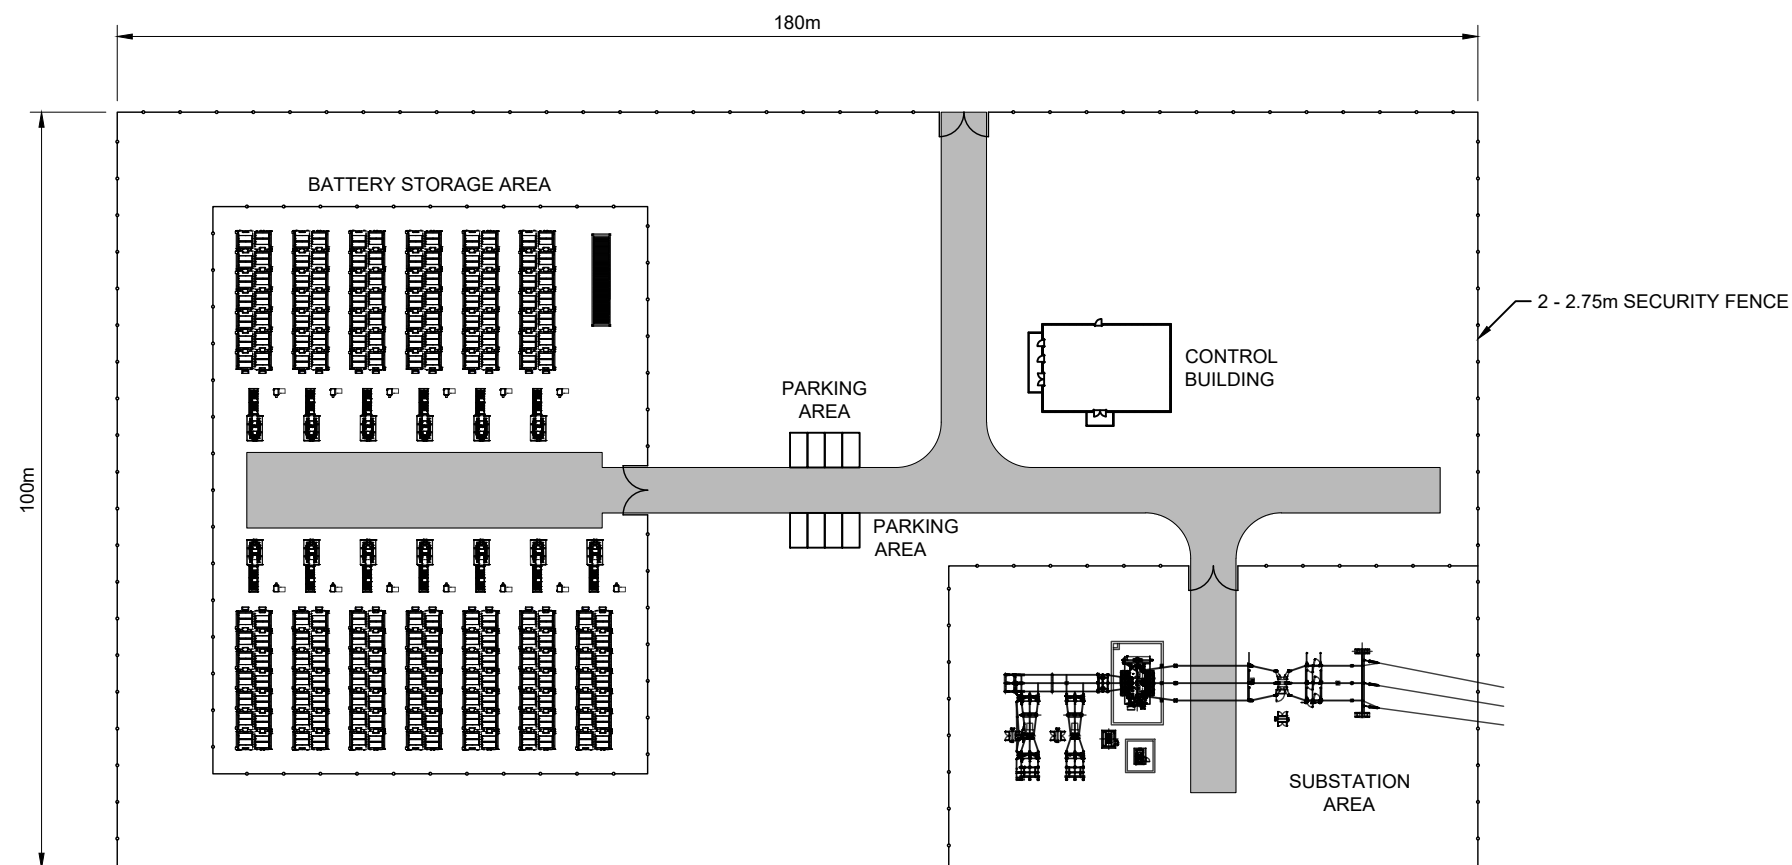 180m
BATTERY STORAGE AREA
2 - 2.75m SECURITY FENCE
CONTROL
BUILDING
PARKING
AREA
100m
PARKING
AREA
SUBSTATION
AREA